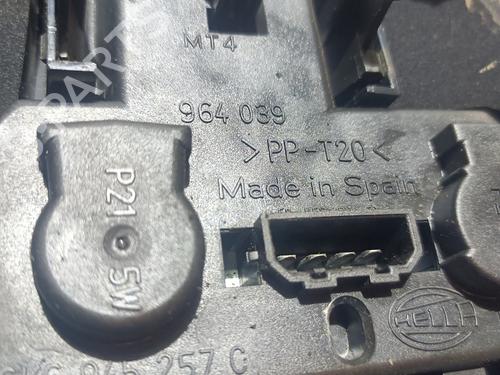 MT4
964 039
>PP-T20<
Made in Spain
P21
5W
HELLA
945 257 C